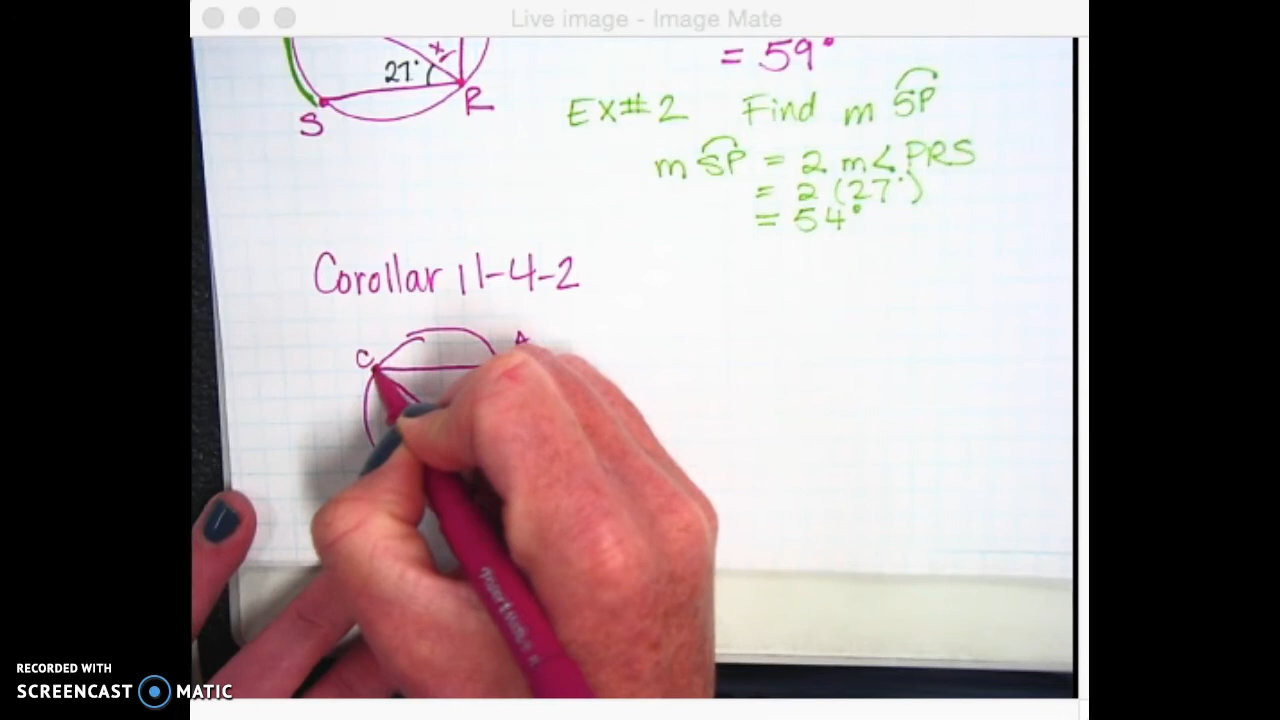 Live image - Image Mate
= 59°
27°
x
S
R
Ex#2 Find m SP
m SP = 2 m∠PRS
= 2 (27°)
= 54°
Corollar 11-4-2
C
A
RECORDED WITH
SCREENCAST MATIC